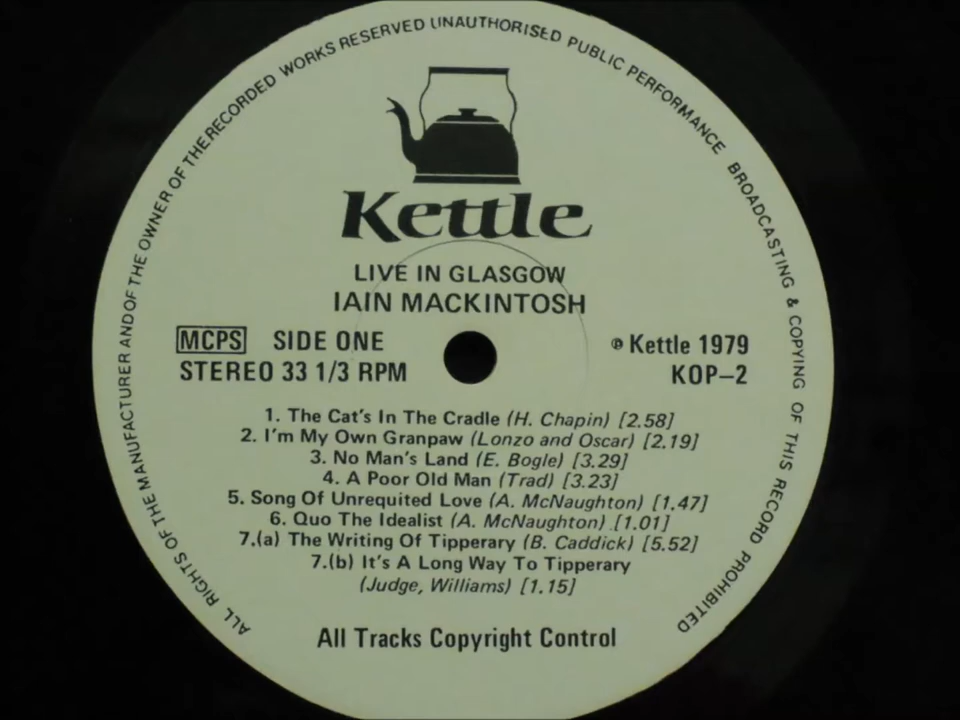 ALL RIGHTS OF THE MANUFACTURER AND OF THE OWNER OF THE RECORDED WORKS RESERVED UNAUTHORISED PUBLIC PERFORMANCE BROADCASTING & COPYING OF THIS RECORD PROHIBITED
Kettle
LIVE IN GLASGOW
IAIN MACKINTOSH
MCPS SIDE ONE
STEREO 33 1/3 RPM
℗ Kettle 1979
KOP–2
1. The Cat's In The Cradle (H. Chapin) [2.58]
2. I'm My Own Granpaw (Lonzo and Oscar) [2.19]
3. No Man's Land (E. Bogle) [3.29]
4. A Poor Old Man (Trad) [3.23]
5. Song Of Unrequited Love (A. McNaughton) [1.47]
6. Quo The Idealist (A. McNaughton) [1.01]
7.(a) The Writing Of Tipperary (B. Caddick) [5.52]
7.(b) It's A Long Way To Tipperary
(Judge, Williams) [1.15]
All Tracks Copyright Control